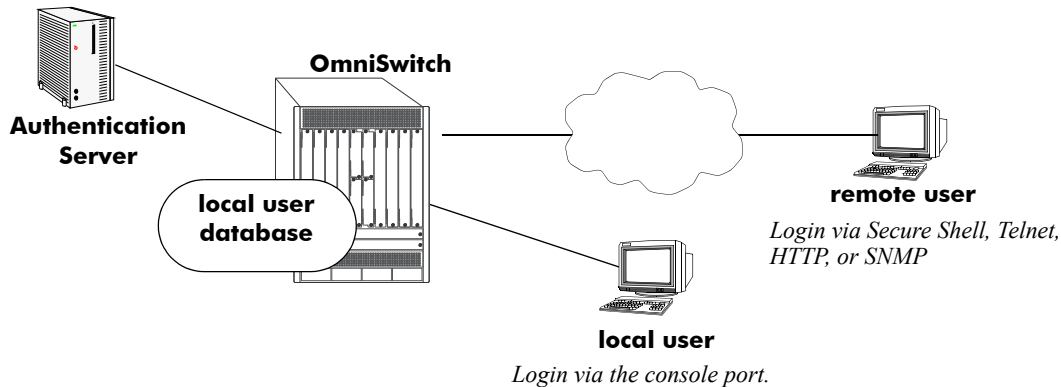 OmniSwitch
Authentication
Server
local user
database
remote user
Login via Secure Shell, Telnet,
HTTP, or SNMP
local user
Login via the console port.